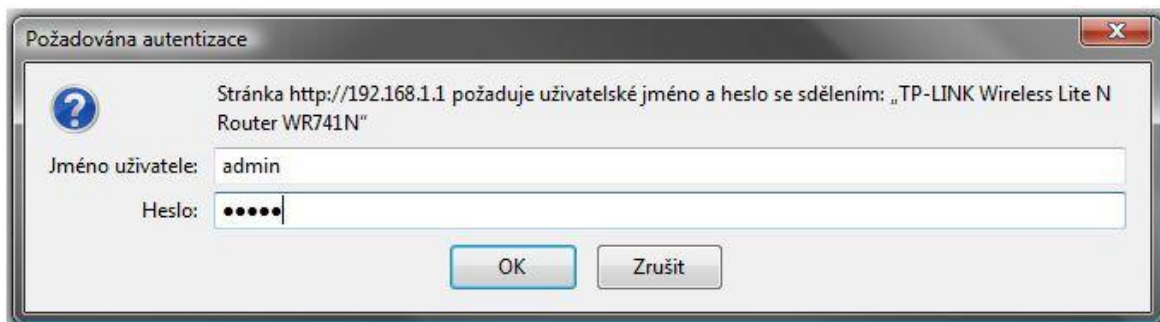 Požadována autentizace
Stránka http://192.168.1.1 požaduje uživatelské jméno a heslo se sdělením: „TP-LINK Wireless Lite N
Router WR741N“
Jméno uživatele: admin
Heslo: •••••
OK Zrušit